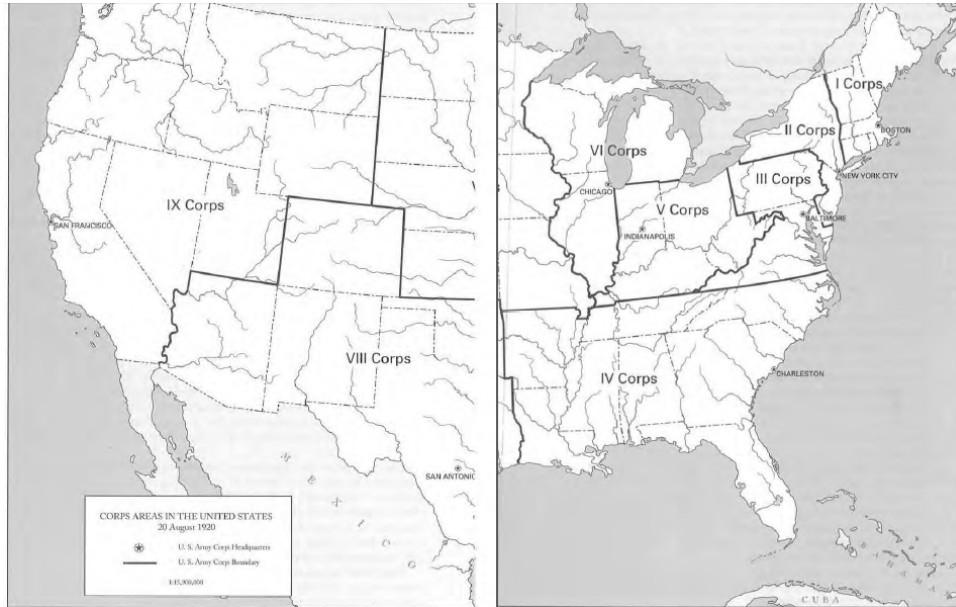 IX Corps
SAN FRANCISCO
VIII Corps
SAN ANTONIC
M E X I C O
CORPS AREAS IN THE UNITED STATES
20 August 1920
U. S. Army Corps Headquarters
U. S. Army Corps Boundary
I Corps
II Corps
BOSTON
VI Corps
NEW YORK CITY
III Corps
CHICAGO
V Corps
BALTIMORE
INDIANAPOLIS
IV Corps
CHARLESTON
BAHAMA
CUBA